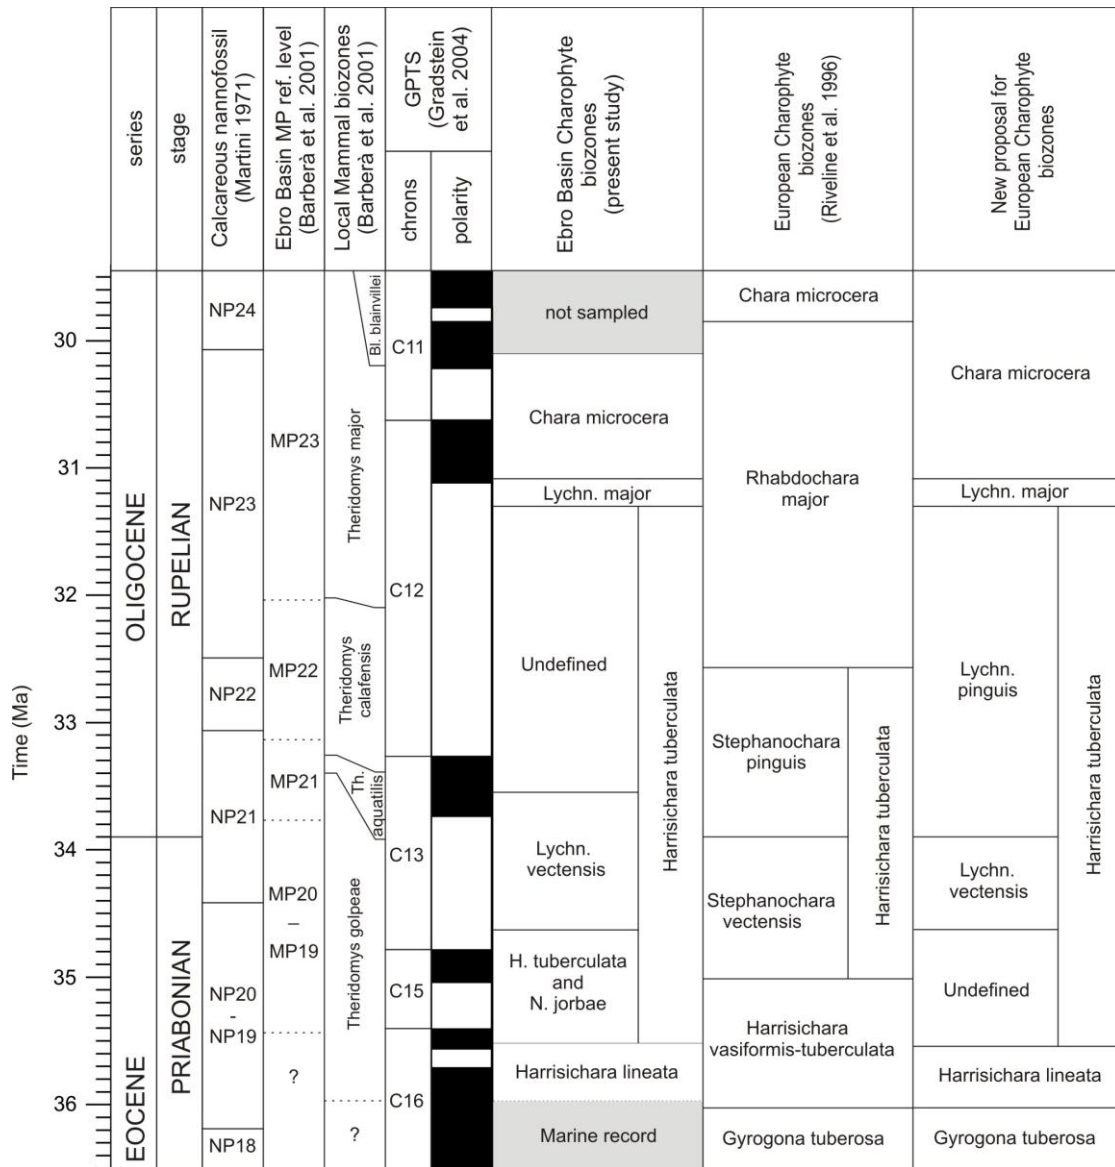 series
stage
Calcareous nannofossil
(Martini 1971)
Ebro Basin MP ref. level
(Barberà et al. 2001)
Local Mammal biozones
(Barberà et al. 2001)
GPTS
(Gradstein
et al. 2004)
chrons
polarity
Ebro Basin Charophyte
biozones
(present study)
European Charophyte
biozones
(Riveline et al. 1996)
New proposal for
European Charophyte
biozones
Time (Ma)
30
31
32
33
34
35
36
OLIGOCENE
EOCENE
RUPELIAN
PRIABONIAN
NP24
NP23
NP22
NP21
NP20
-
NP19
NP18
MP23
MP22
MP21
MP20
–
MP19
?
Bl. blainvillei
Theridomys major
Theridomys
calafensis
Th.
aquatilis
Theridomys golpeae
?
C11
C12
C13
C15
C16
not sampled
Chara microcera
Lychn. major
Undefined
Harrisichara tuberculata
Lychn.
vectensis
H. tuberculata
and
N. jorbae
Harrisichara lineata
Marine record
Chara microcera
Rhabdochara
major
Stephanochara
pinguis
Harrisichara tuberculata
Stephanochara
vectensis
Harrisichara
vasiformis-tuberculata
Gyrogona tuberosa
Chara microcera
Lychn. major
Lychn.
pinguis
Harrisichara tuberculata
Lychn.
vectensis
Undefined
Harrisichara lineata
Gyrogona tuberosa